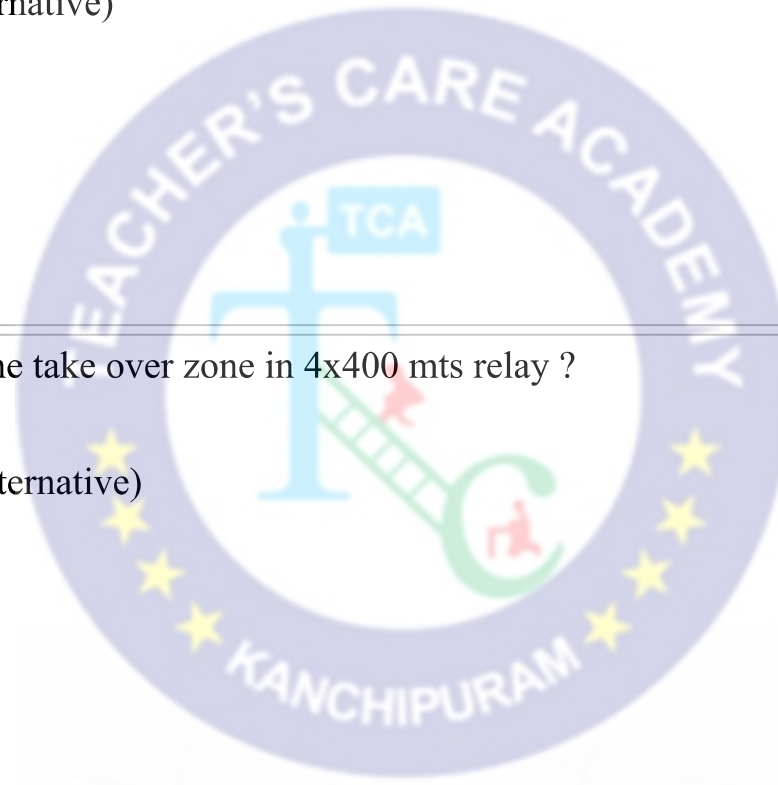 rnative)
TEACHER'S CARE ACADEMY
TCA
ne take over zone in 4x400 mts relay ?
ternative)
KANCHIPURAM